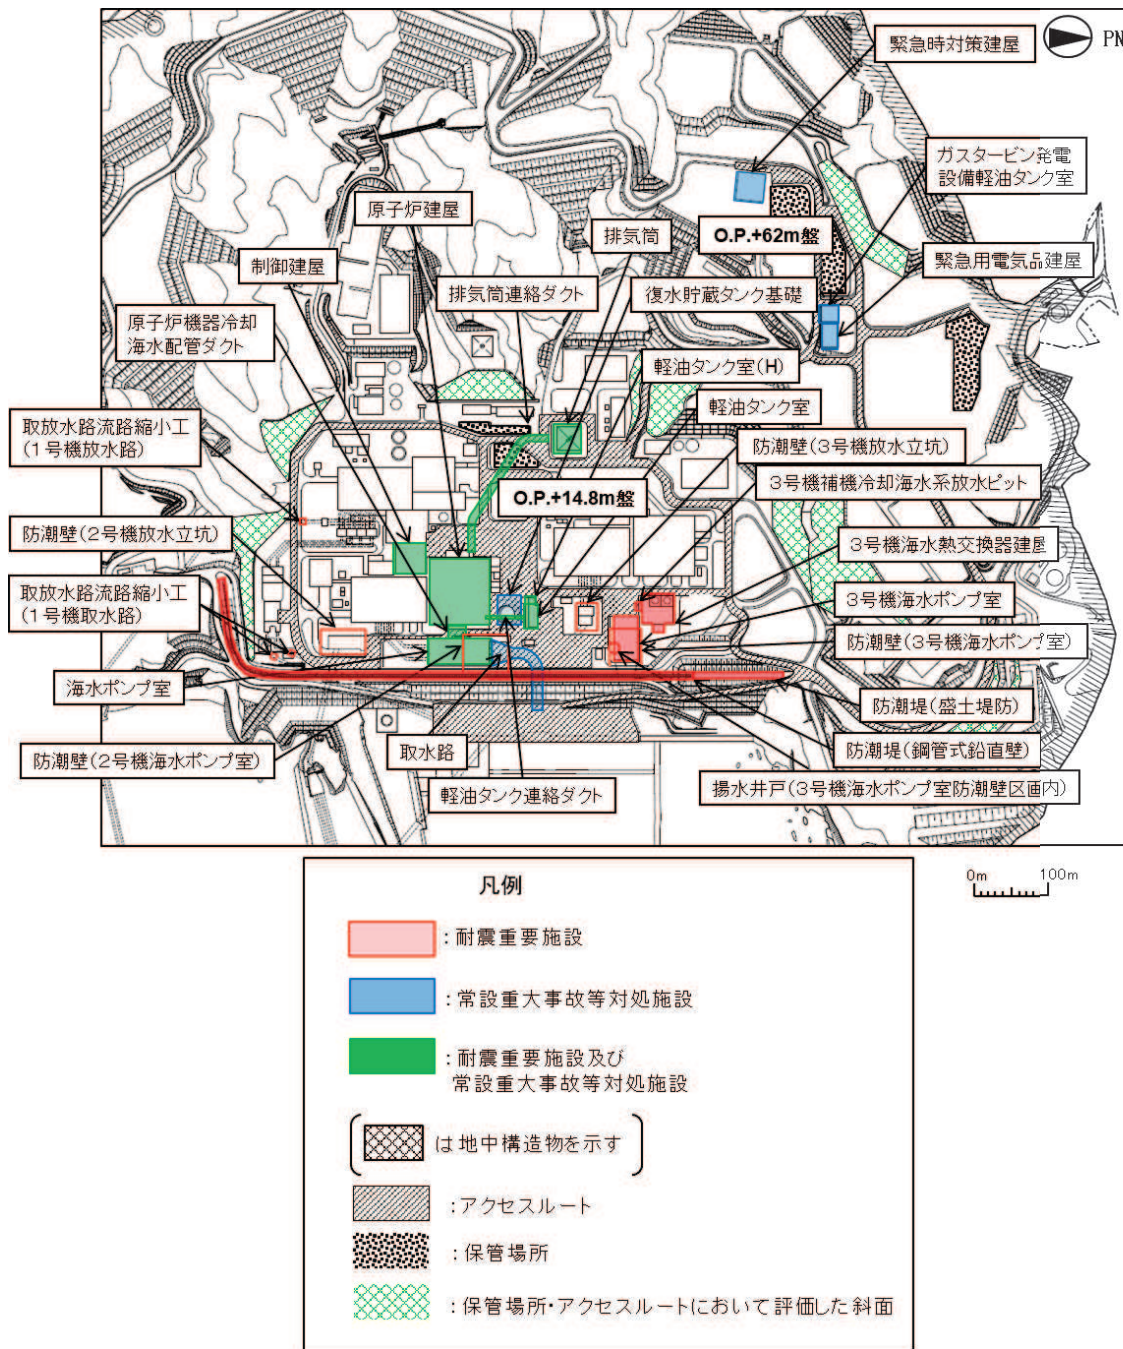 緊急時対策建屋
PN
ガスタービン発電
設備軽油タンク室
原子炉建屋
排気筒
O.P.+62m盤
制御建屋
緊急用電気品建屋
排気筒連絡ダクト
復水貯蔵タンク基礎
原子炉機器冷却
海水配管ダクト
軽油タンク室(H)
軽油タンク室
取放水路流路縮小工
(1号機放水路)
防潮壁(3号機放水立坑)
3号機補機冷却海水系放水ピット
O.P.+14.8m盤
防潮壁(2号機放水立坑)
3号機海水熱交換器建屋
取放水路流路縮小工
(1号機取水路)
3号機海水ポンプ室
防潮壁(3号機海水ポンプ室)
海水ポンプ室
防潮堤(盛土堤防)
防潮壁(2号機海水ポンプ室)
取水路
防潮堤(鋼管式鉛直壁)
軽油タンク連絡ダクト
揚水井戸(3号機海水ポンプ室防潮壁区画内)
0m 100m
凡例
:耐震重要施設
:常設重大事故等対処施設
:耐震重要施設及び
常設重大事故等対処施設
は地中構造物を示す
:アクセスルート
:保管場所
:保管場所・アクセスルートにおいて評価した斜面